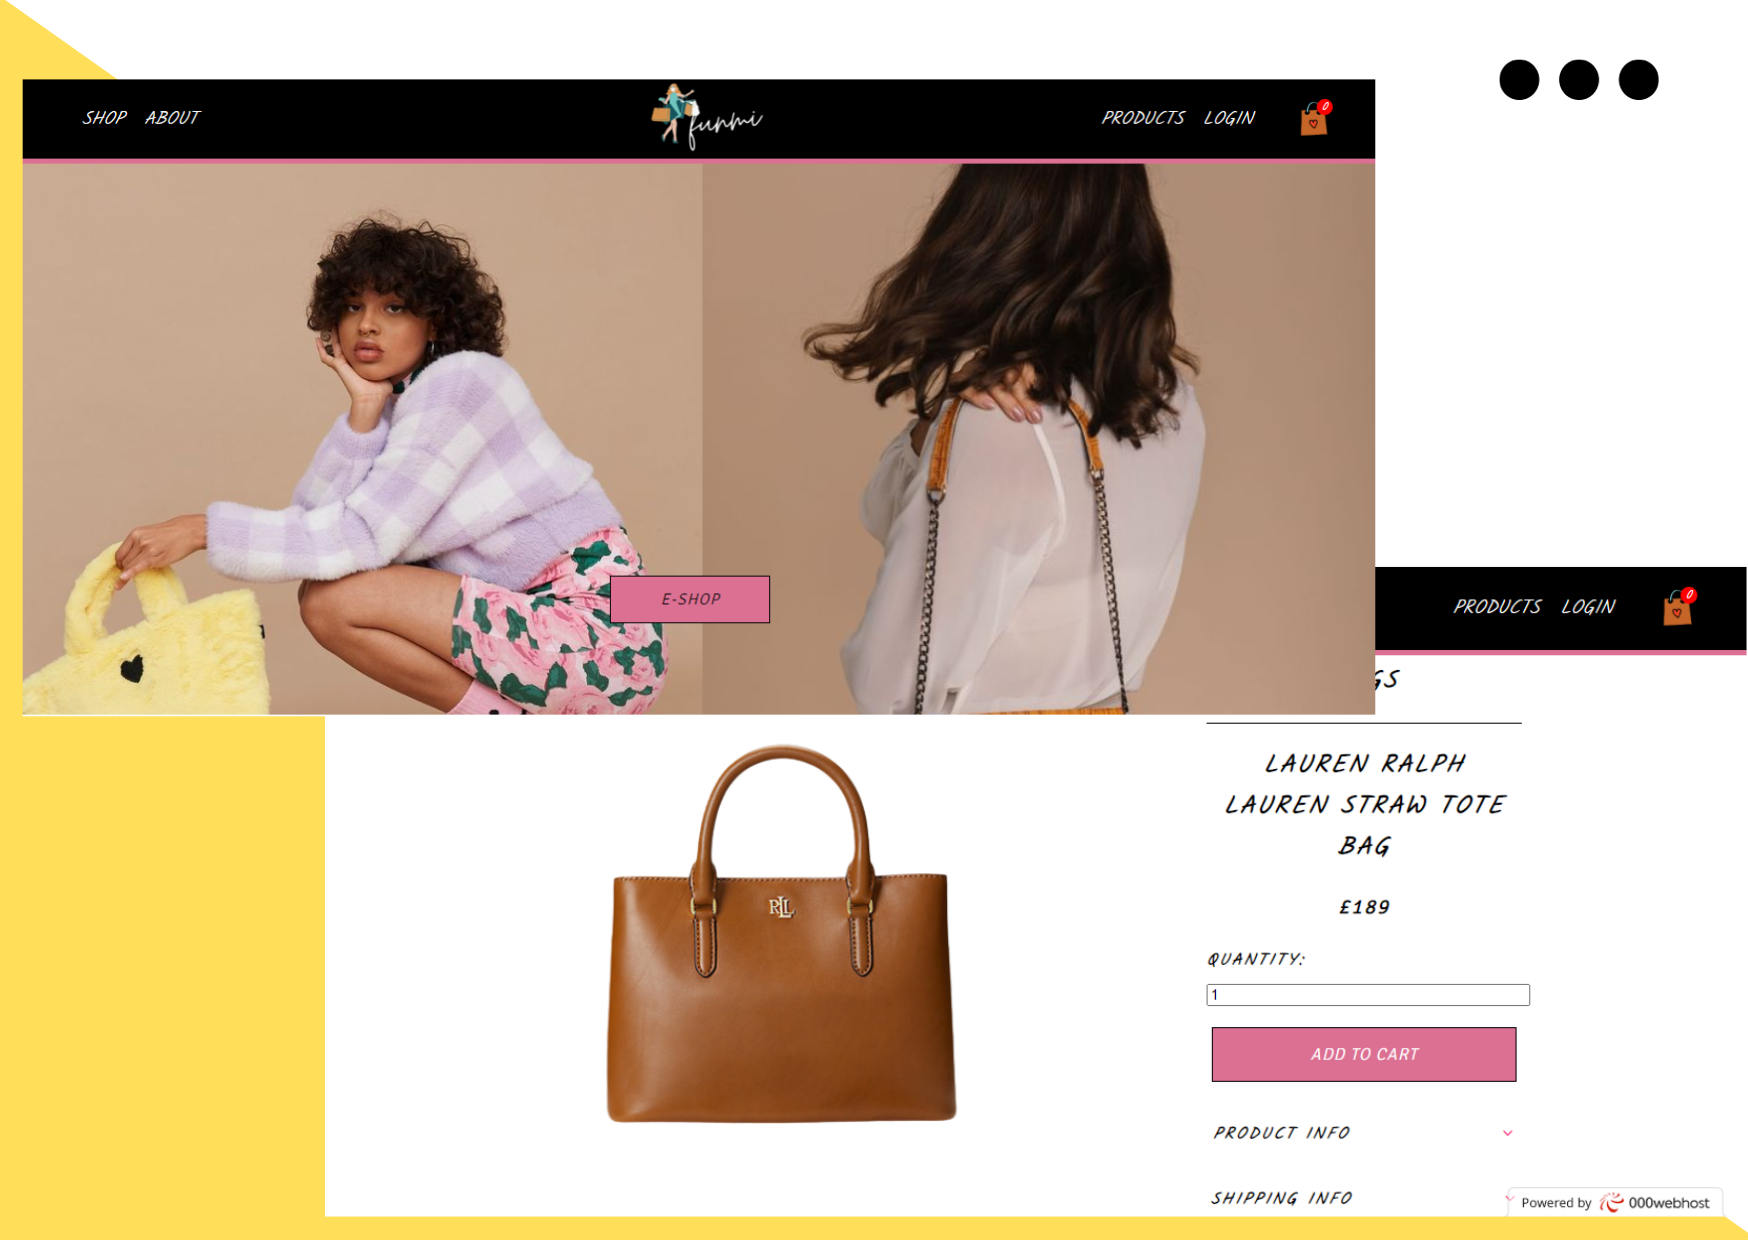 SHOP ABOUT
funmi
PRODUCTS LOGIN
0
E-SHOP
PRODUCTS LOGIN
0
GS
LAUREN RALPH
LAUREN STRAW TOTE
BAG
£189
QUANTITY:
1
ADD TO CART
PRODUCT INFO
SHIPPING INFO
Powered by 000webhost
RLL